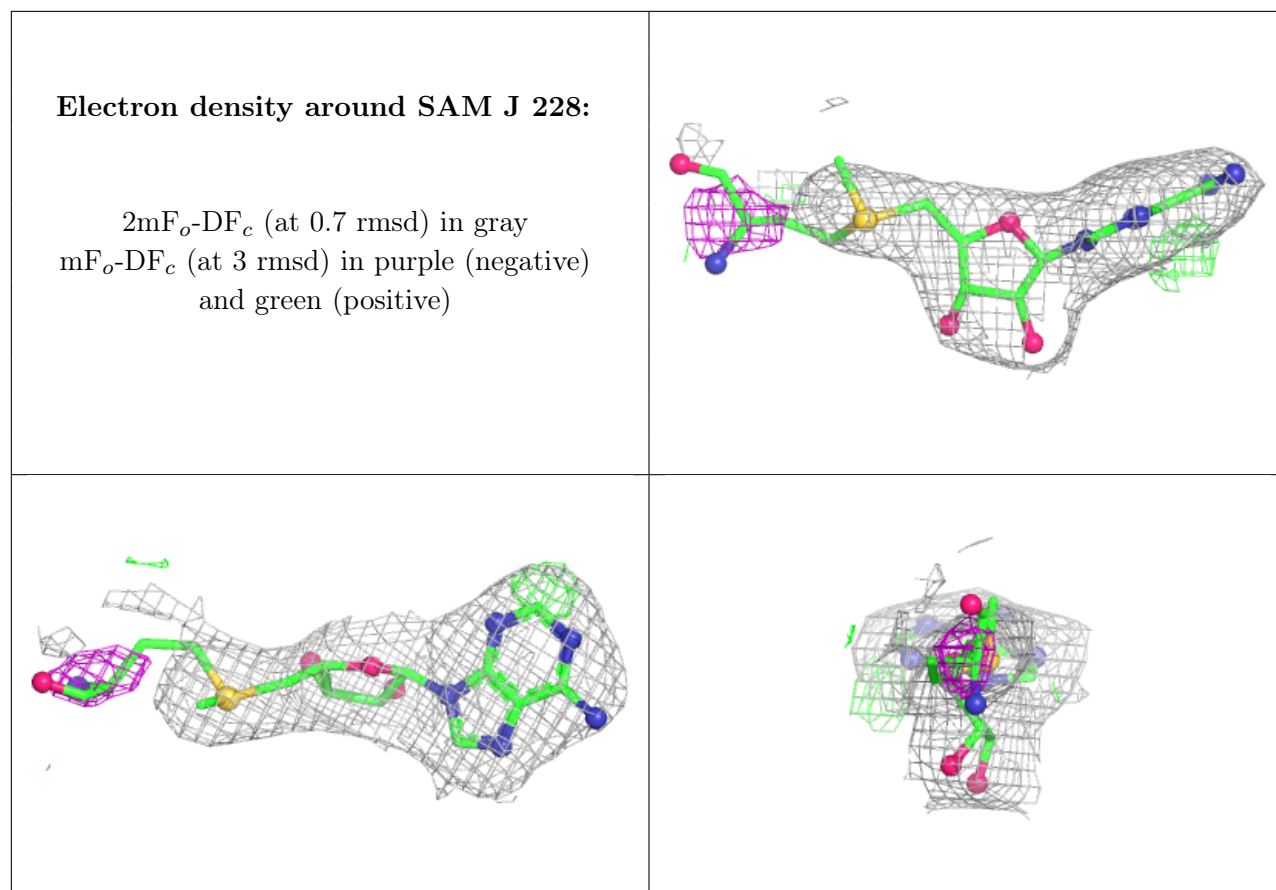 Electron density around SAM J 228:
2mFo-DFc (at 0.7 rmsd) in gray
mFo-DFc (at 3 rmsd) in purple (negative)
and green (positive)